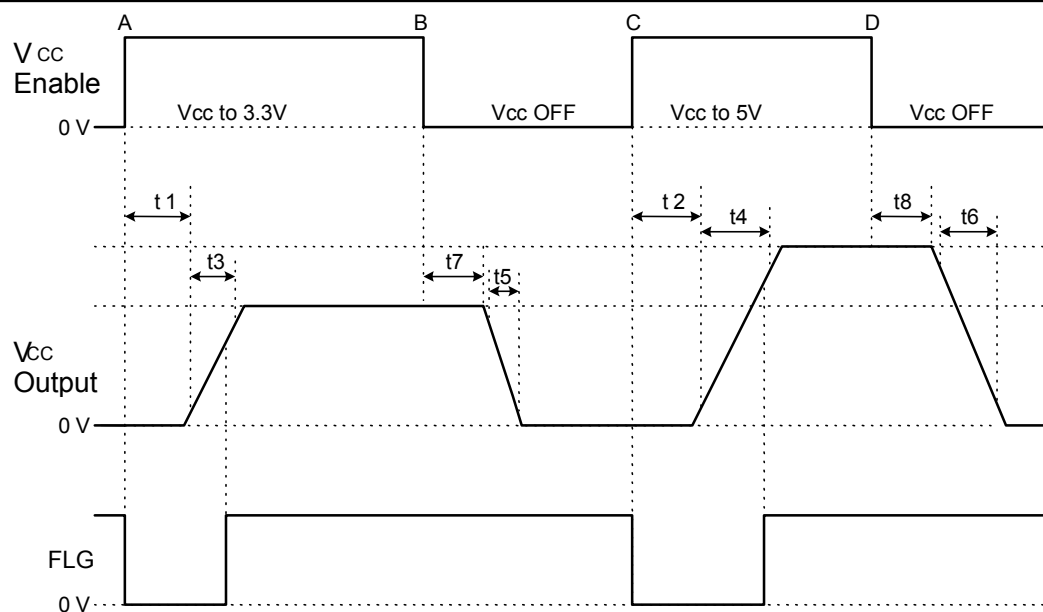 A B C D
V CC
Enable
Vcc to 3.3V Vcc OFF Vcc to 5V Vcc OFF
0 V
t 1 t 2 t4 t8 t6
t3 t7 t5
VCC
Output
0 V
FLG
0 V